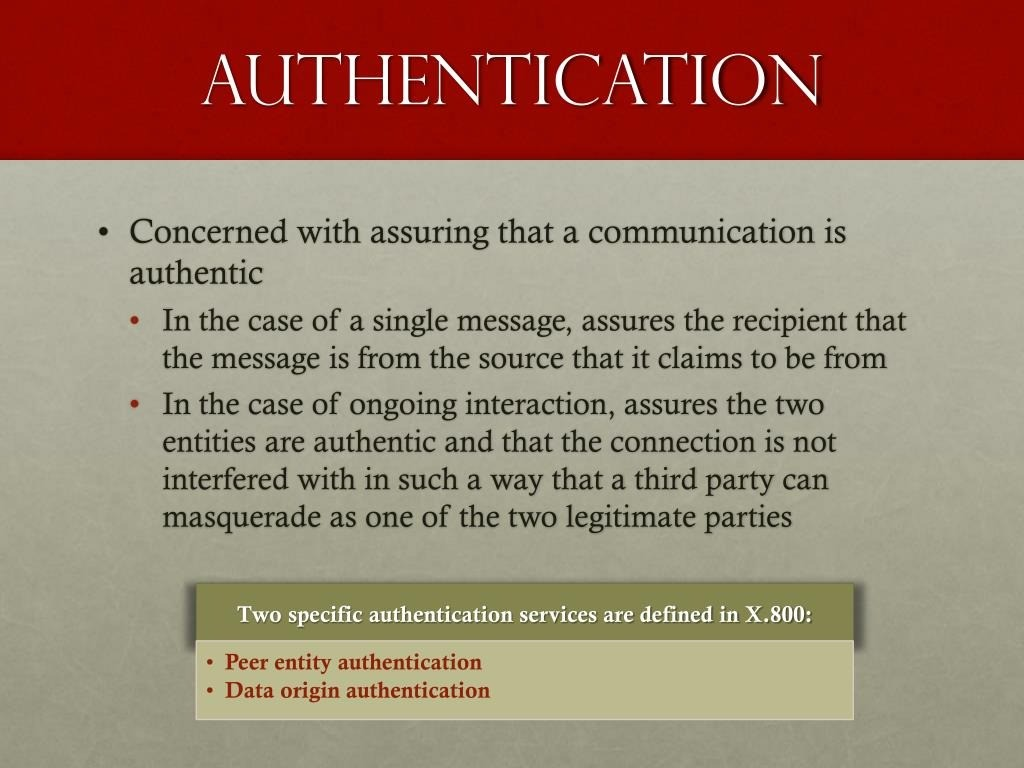 AUTHENTICATION
• Concerned with assuring that a communication is
authentic
• In the case of a single message, assures the recipient that
the message is from the source that it claims to be from
• In the case of ongoing interaction, assures the two
entities are authentic and that the connection is not
interfered with in such a way that a third party can
masquerade as one of the two legitimate parties
Two specific authentication services are defined in X.800:
• Peer entity authentication
• Data origin authentication